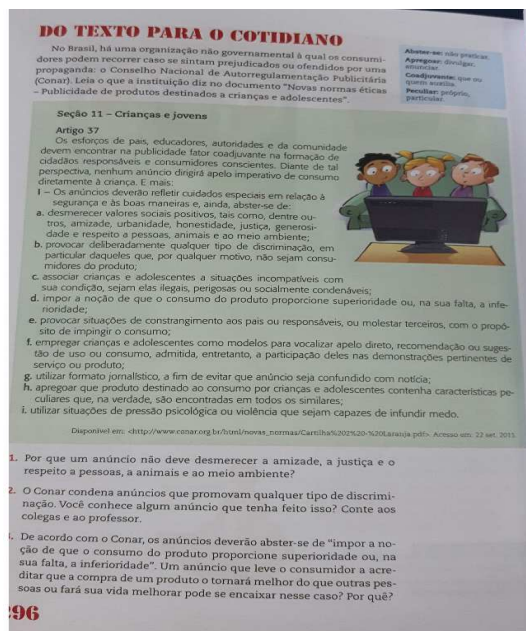 DO TEXTO PARA O COTIDIANO
No Brasil, há uma organização não governamental à qual os consumi-
dores podem recorrer caso se sintam prejudicados ou ofendidos por uma
propaganda: o Conselho Nacional de Autorregulamentação Publicitária
(Conar). Leia o que a instituição diz no documento "Novas normas éticas
– Publicidade de produtos destinados a crianças e adolescentes".
Abster-se: não praticar.
Apregoar: divulgar,
anunciar.
Coadjuvante: que ou
quem auxilia.
Peculiar: próprio,
particular.
Seção 11 – Crianças e jovens
Artigo 37
Os esforços de pais, educadores, autoridades e da comunidade
devem encontrar na publicidade fator coadjuvante na formação de
cidadãos responsáveis e consumidores conscientes. Diante de tal
perspectiva, nenhum anúncio dirigirá apelo imperativo de consumo
diretamente à criança. E mais:
I – Os anúncios deverão refletir cuidados especiais em relação à
segurança e às boas maneiras e, ainda, abster-se de:
a. desmerecer valores sociais positivos, tais como, dentre ou-
tros, amizade, urbanidade, honestidade, justiça, generosi-
dade e respeito a pessoas, animais e ao meio ambiente;
b. provocar deliberadamente qualquer tipo de discriminação, em
particular daqueles que, por qualquer motivo, não sejam consu-
midores do produto;
c. associar crianças e adolescentes a situações incompatíveis com
sua condição, sejam elas ilegais, perigosas ou socialmente condenáveis;
d. impor a noção de que o consumo do produto proporcione superioridade ou, na sua falta, a infe-
rioridade;
e. provocar situações de constrangimento aos pais ou responsáveis, ou molestar terceiros, com o propó-
sito de impingir o consumo;
f. empregar crianças e adolescentes como modelos para vocalizar apelo direto, recomendação ou suges-
tão de uso ou consumo, admitida, entretanto, a participação deles nas demonstrações pertinentes de
serviço ou produto;
g. utilizar formato jornalístico, a fim de evitar que anúncio seja confundido com notícia;
h. apregoar que produto destinado ao consumo por crianças e adolescentes contenha características pe-
culiares que, na verdade, são encontradas em todos os similares;
i. utilizar situações de pressão psicológica ou violência que sejam capazes de infundir medo.
Disponível em: <http://www.conar.org.br/html/novas_normas/Cartilha%202%20-%20Laranja.pdf>. Acesso em: 22 set. 2011.
1. Por que um anúncio não deve desmerecer a amizade, a justiça e o
respeito a pessoas, a animais e ao meio ambiente?
2. O Conar condena anúncios que promovam qualquer tipo de discrimi-
nação. Você conhece algum anúncio que tenha feito isso? Conte aos
colegas e ao professor.
De acordo com o Conar, os anúncios deverão abster-se de "impor a no-
ção de que o consumo do produto proporcione superioridade ou, na
sua falta, a inferioridade". Um anúncio que leve o consumidor a acre-
ditar que a compra de um produto o tornará melhor do que outras pes-
soas ou fará sua vida melhorar pode se encaixar nesse caso? Por quê?
96